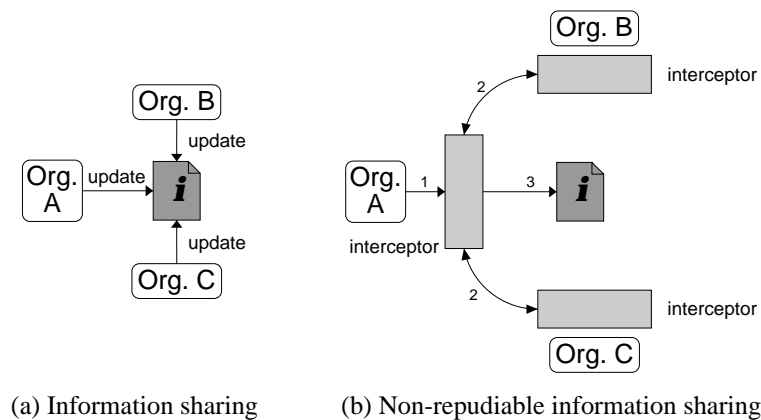 Org. B
update
Org.
A
update
i
update
Org. C
(a) Information sharing
Org. B
interceptor
2
Org.
A
1
3
i
interceptor
2
interceptor
Org. C
(b) Non-repudiable information sharing